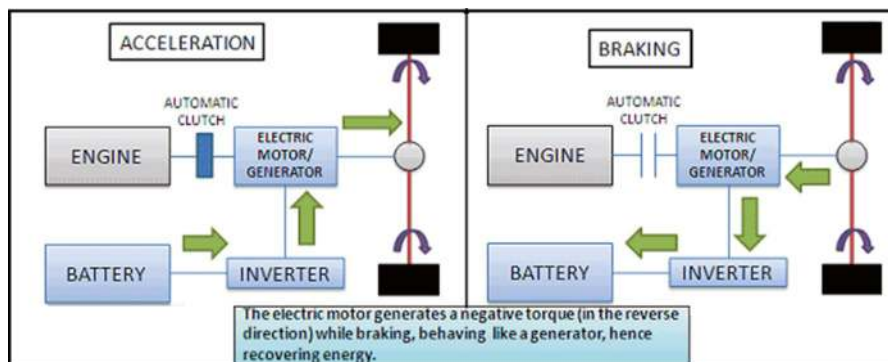 ACCELERATION
AUTOMATIC
CLUTCH
ENGINE
ELECTRIC
MOTOR/
GENERATOR
BATTERY
INVERTER
BRAKING
AUTOMATIC
CLUTCH
ENGINE
ELECTRIC
MOTOR/
GENERATOR
BATTERY
INVERTER
The electric motor generates a negative torque (in the reverse
direction) while braking, behaving like a generator, hence
recovering energy.